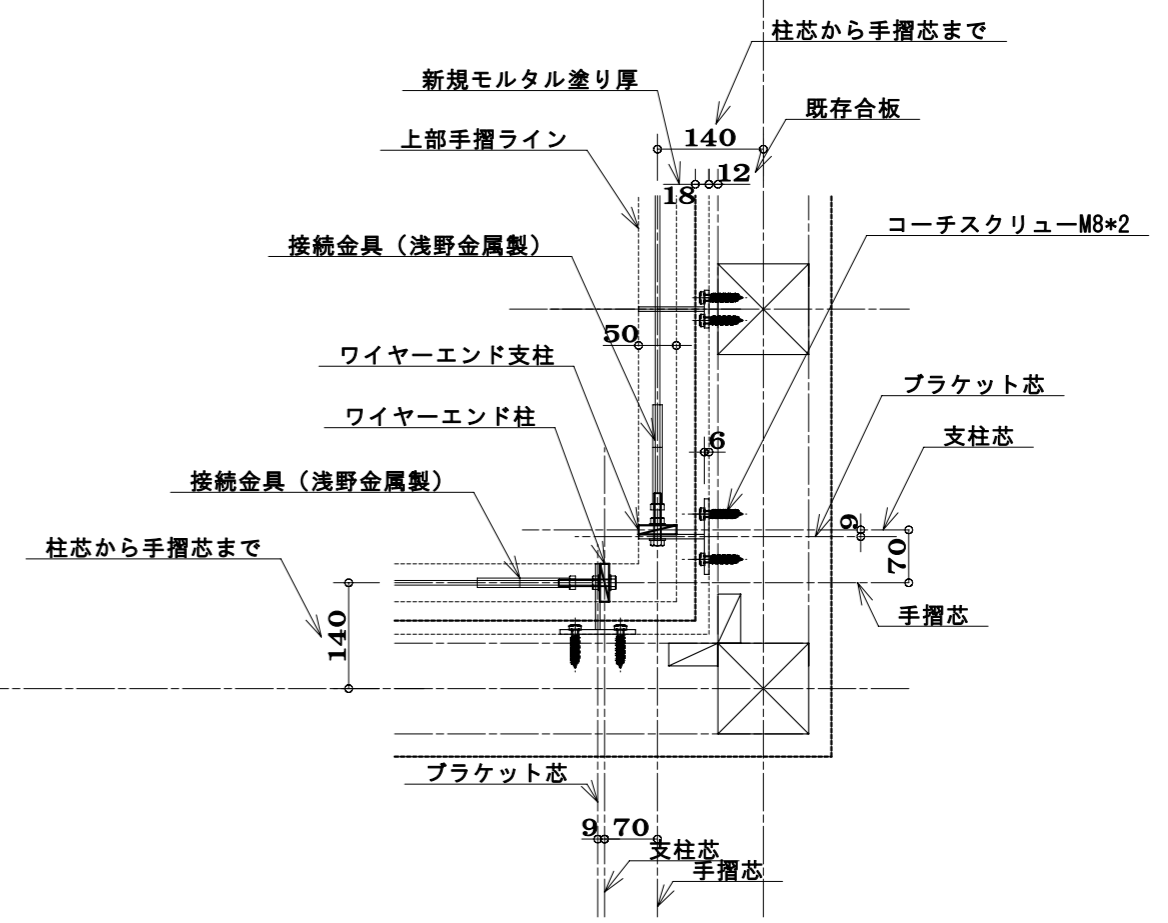 柱芯から手摺芯まで
新規モルタル塗り厚
既存合板
上部手摺ライン
140
12
18
コーチスクリューM8*2
接続金具（浅野金属製）
50
ワイヤーエンド支柱
ブラケット芯
ワイヤーエンド柱
支柱芯
6
接続金具（浅野金属製）
9
柱芯から手摺芯まで
70
手摺芯
140
ブラケット芯
9
70
支柱芯
手摺芯